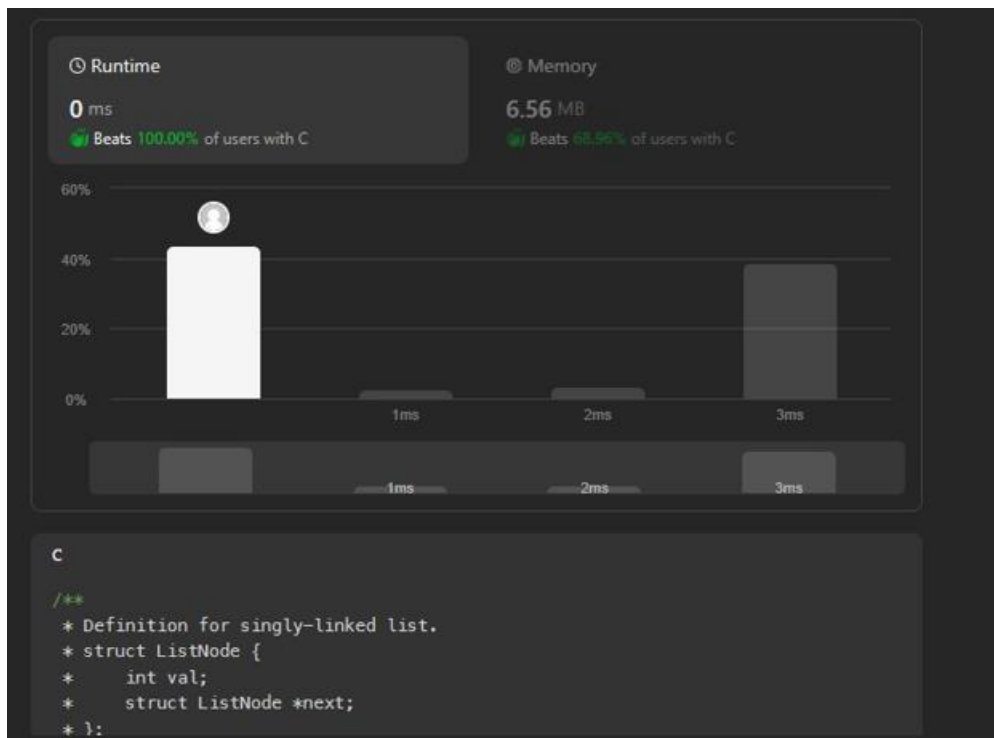 Runtime
0 ms
Beats 100.00% of users with C
Memory
6.56 MB
Beats 68.96% of users with C
60%
40%
20%
0%
1ms
2ms
3ms
1ms
2ms
3ms
C
/**
* Definition for singly-linked list.
* struct ListNode {
*     int val;
*     struct ListNode *next;
* };